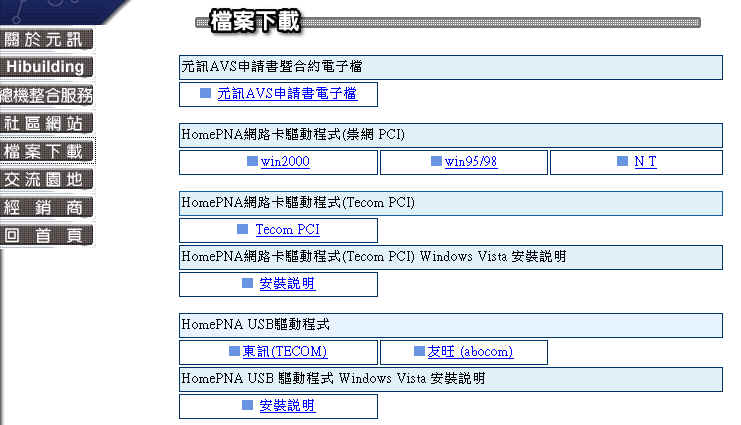 檔案下載
關於元訊
Hibuilding
總機整合服務
社區網站
檔案下載
交流園地
經銷商
回首頁
元訊AVS申請書暨合約電子檔
元訊AVS申請書電子檔
HomePNA網路卡驅動程式(崇網 PCI)
win2000 win95/98 N T
HomePNA網路卡驅動程式(Tecom PCI)
Tecom PCI
HomePNA網路卡驅動程式(Tecom PCI) Windows Vista 安裝說明
安裝說明
HomePNA USB驅動程式
東訊(TECOM) 友旺 (abocom)
HomePNA USB 驅動程式 Windows Vista 安裝說明
安裝說明